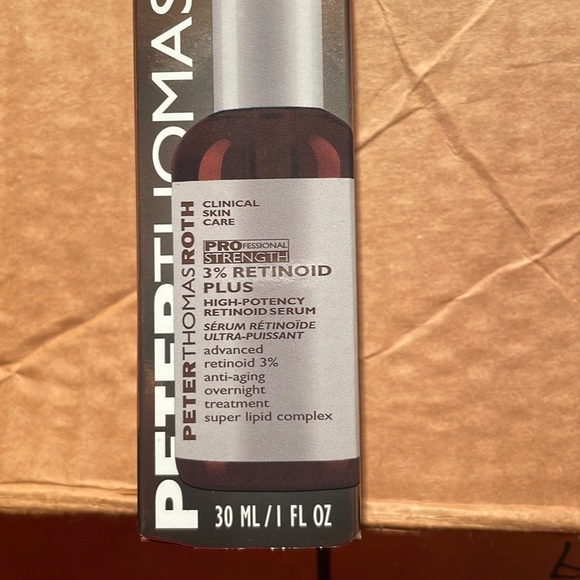 PETERTHOMAS
PETERTHOMASROTH
CLINICAL
SKIN
CARE
PROFESSIONAL
STRENGTH
3% RETINOID
PLUS
HIGH-POTENCY
RETINOID SERUM
SÉRUM RÉTINOÏDE
ULTRA-PUISSANT
advanced
retinoid 3%
anti-aging
overnight
treatment
super lipid complex
30 ML/1 FL OZ